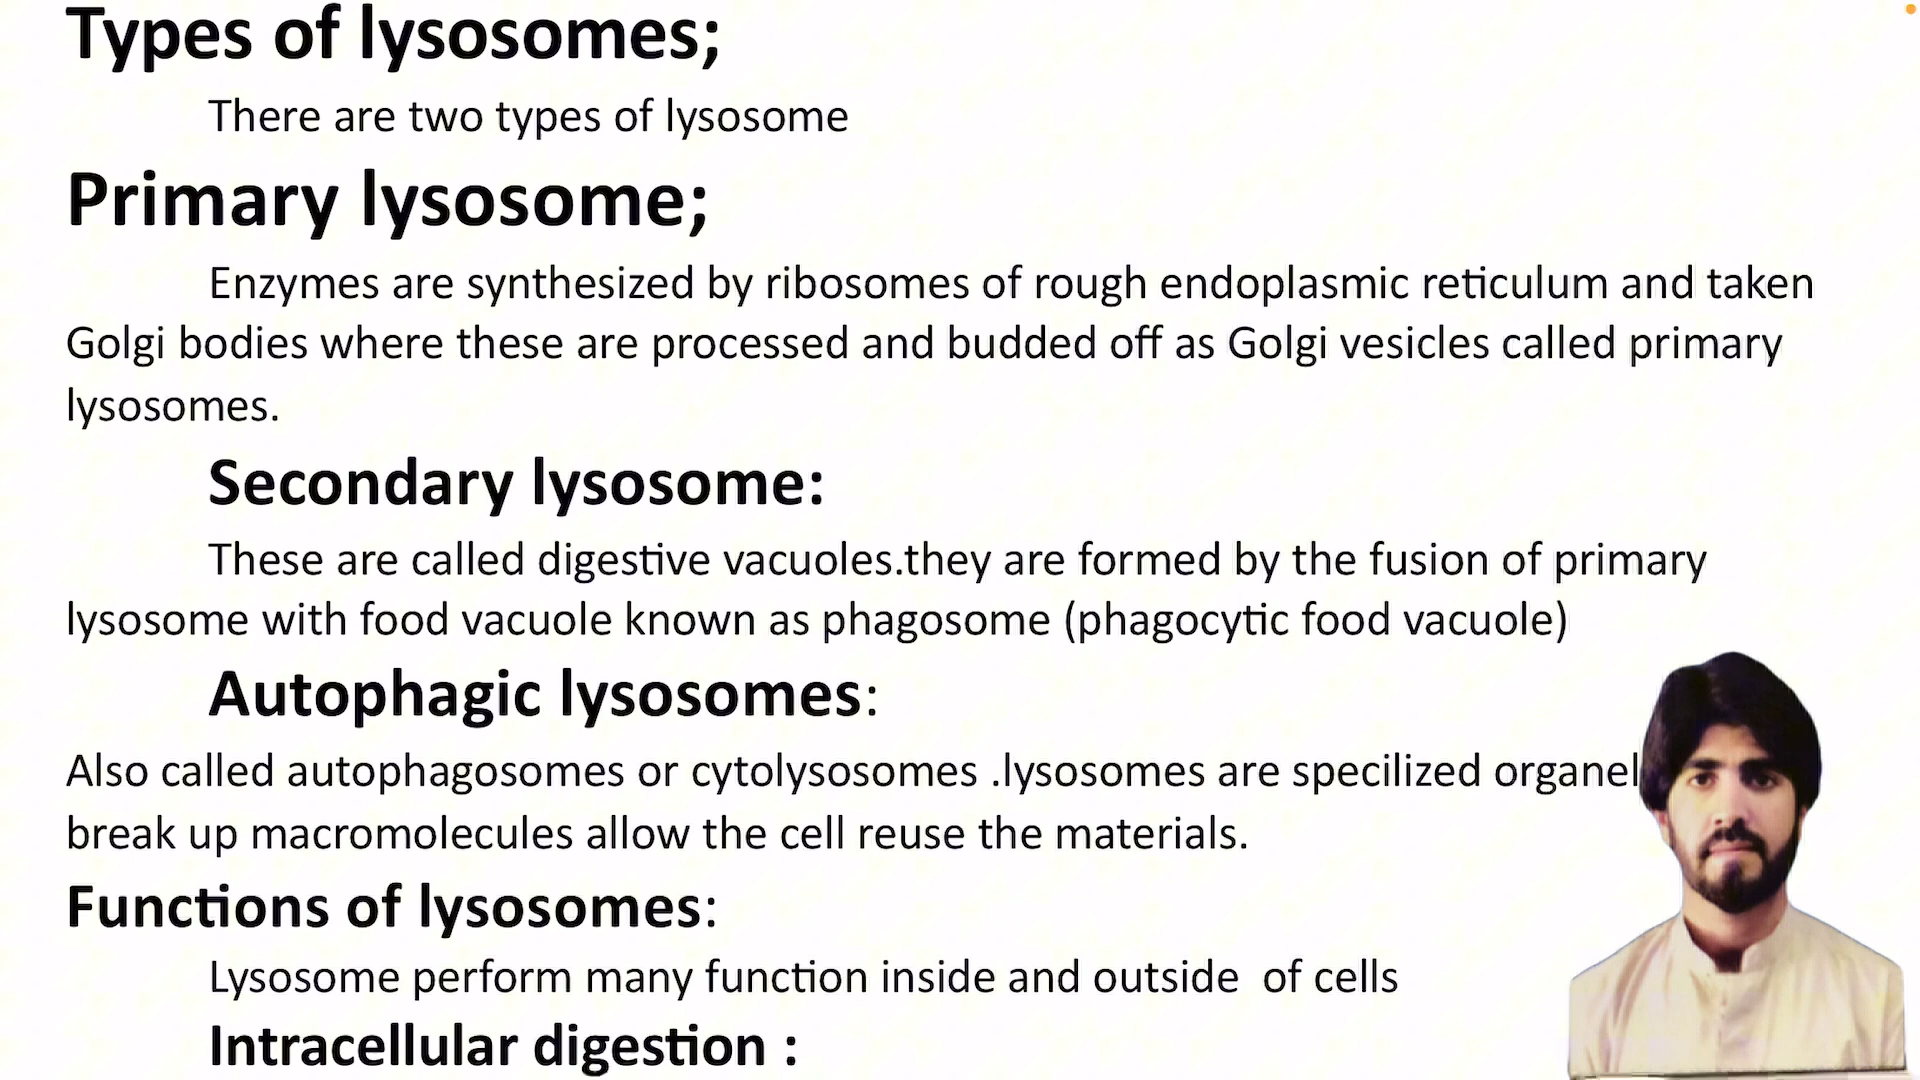 Types of lysosomes;
There are two types of lysosome
Primary lysosome;
Enzymes are synthesized by ribosomes of rough endoplasmic reticulum and taken
Golgi bodies where these are processed and budded off as Golgi vesicles called primary
lysosomes.
Secondary lysosome:
These are called digestive vacuoles.they are formed by the fusion of primary
lysosome with food vacuole known as phagosome (phagocytic food vacuole)
Autophagic lysosomes:
Also called autophagosomes or cytolysosomes .lysosomes are specilized
break up macromolecules allow the cell reuse the materials.
Functions of lysosomes:
Lysosome perform many function inside and outside  of cells
Intracellular digestion :